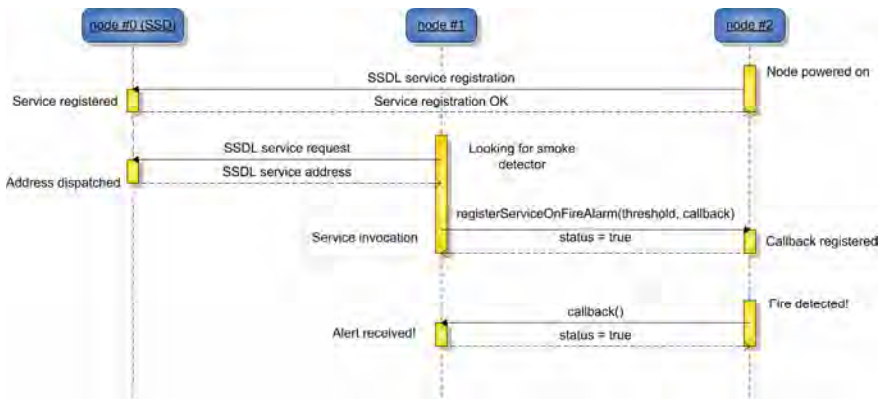 node #0 (SSD)
node #1
node #2
Node powered on
SSDL service registration
Service registered
Service registration OK
SSDL service request
Looking for smoke
detector
SSDL service address
Address dispatched
registerServiceOnFireAlarm(threshold, callback)
Service invocation
status = true
Callback registered
Fire detected!
callback()
Alert received!
status = true